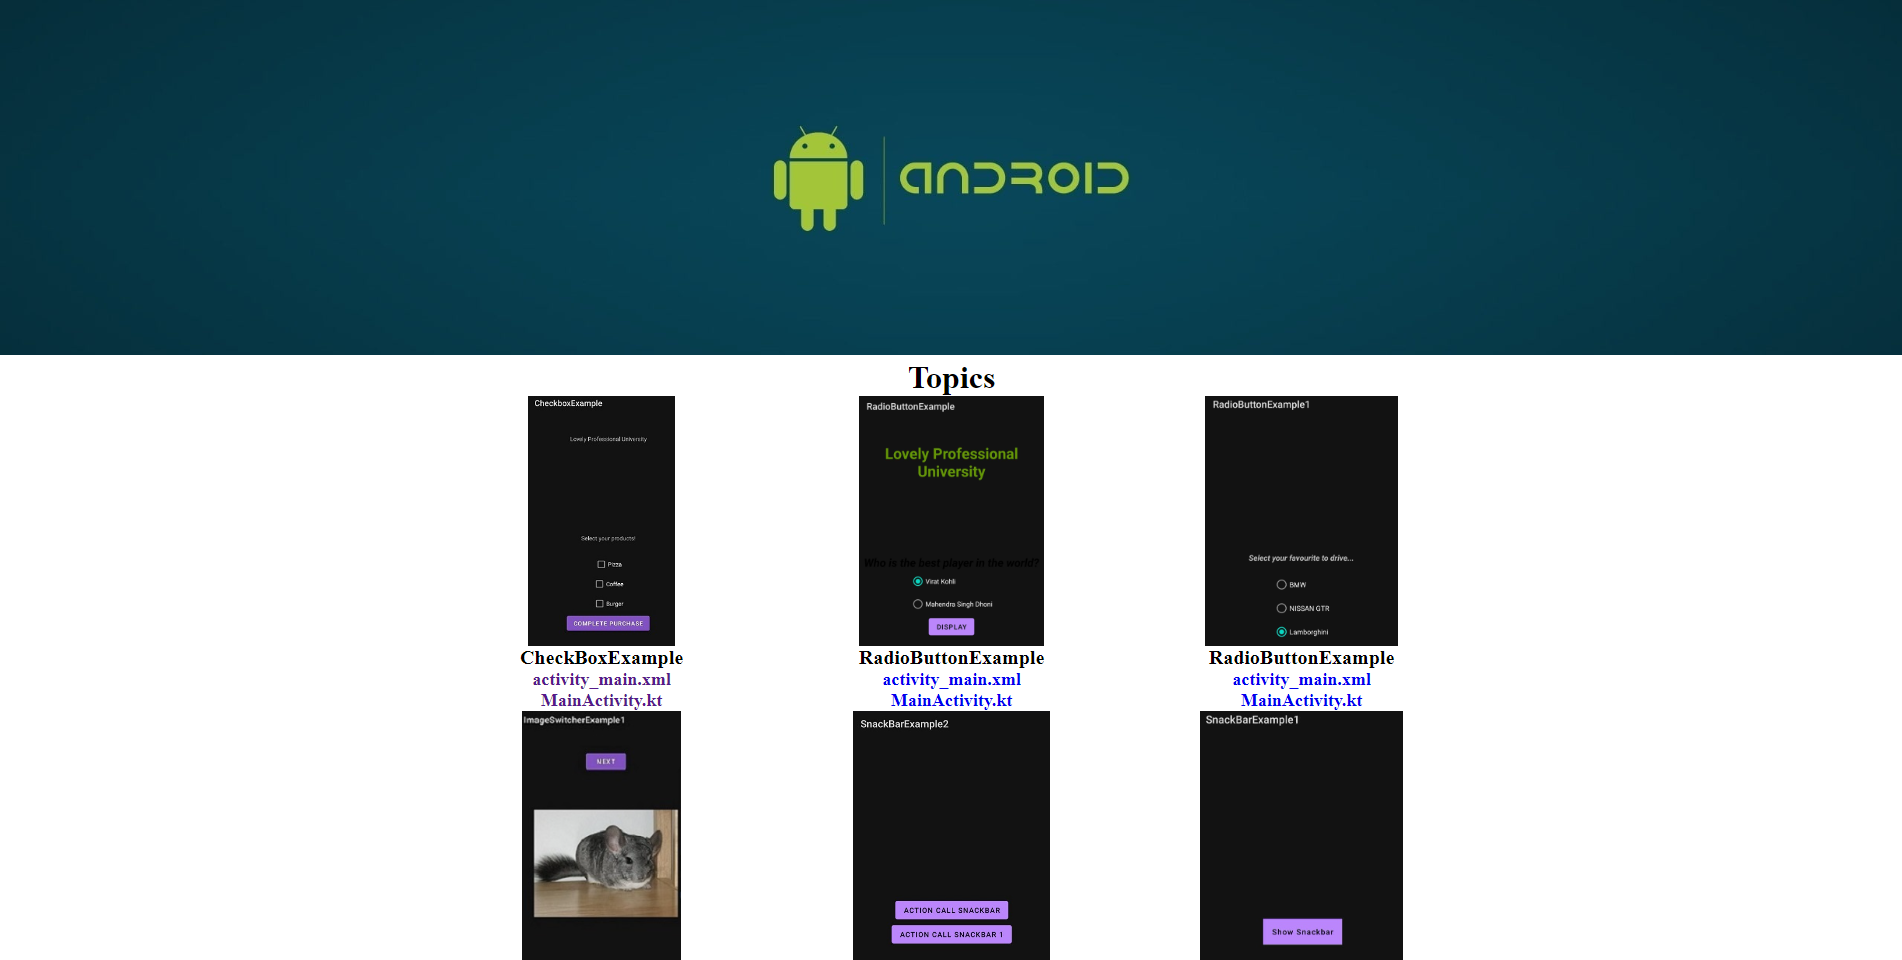 ANDROID
Topics
CheckboxExample
Lovely Professional University
Select your products!
Pizza
Coffee
Burger
COMPLETE PURCHASE
CheckBoxExample
activity_main.xml
MainActivity.kt
RadioButtonExample
Lovely Professional
University
Who is the best player in the world?
Virat Kohli
Mahendra Singh Dhoni
DISPLAY
RadioButtonExample
activity_main.xml
MainActivity.kt
RadioButtonExample1
Select your favourite to drive...
BMW
NISSAN GTR
Lamborghini
RadioButtonExample
activity_main.xml
MainActivity.kt
ImageSwitcherExample1
NEXT
SnackBarExample2
ACTION CALL SNACKBAR
ACTION CALL SNACKBAR 1
SnackBarExample1
Show Snackbar